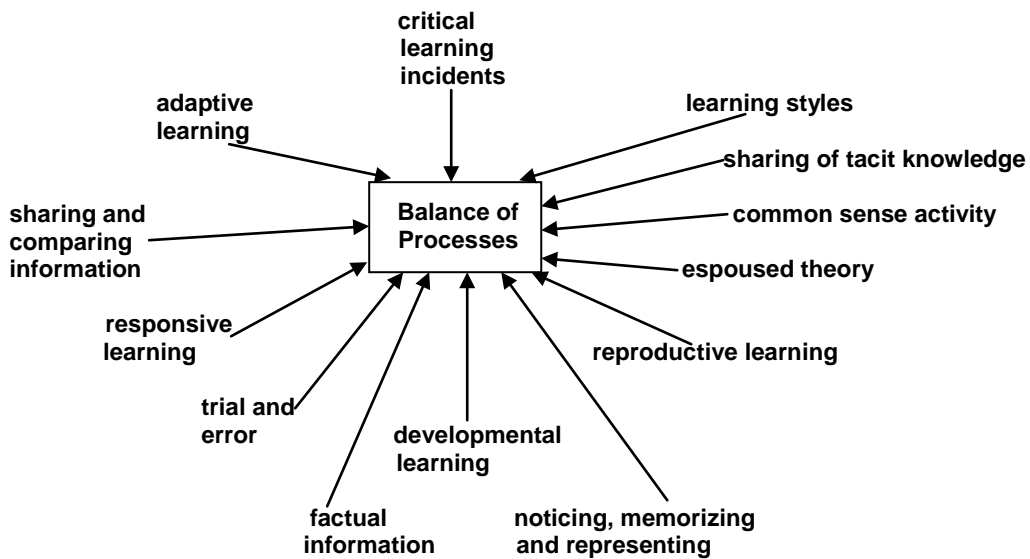 critical
learning
incidents
adaptive
learning
learning styles
sharing of tacit knowledge
sharing and
comparing
information
Balance of
Processes
common sense activity
espoused theory
responsive
learning
reproductive learning
trial and
error
developmental
learning
factual
information
noticing, memorizing
and representing